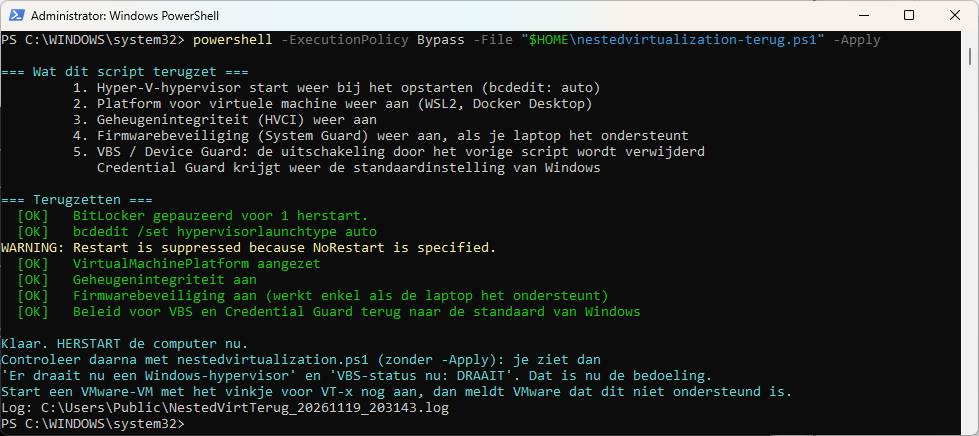 Administrator: Windows PowerShell
PS C:\WINDOWS\system32> powershell -ExecutionPolicy Bypass -File "$HOME\nestedvirtualization-terug.ps1" -Apply
=== Wat dit script terugzet ===
1. Hyper-V-hypervisor start weer bij het opstarten (bcdedit: auto)
2. Platform voor virtuele machine weer aan (WSL2, Docker Desktop)
3. Geheugenintegriteit (HVCI) weer aan
4. Firmwarebeveiliging (System Guard) weer aan, als je laptop het ondersteunt
5. VBS / Device Guard: de uitschakeling door het vorige script wordt verwijderd
Credential Guard krijgt weer de standaardinstelling van Windows
=== Terugzetten ===
[OK] BitLocker gepauzeerd voor 1 herstart.
[OK] bcdedit /set hypervisorlaunchtype auto
WARNING: Restart is suppressed because NoRestart is specified.
[OK] VirtualMachinePlatform aangezet
[OK] Geheugenintegriteit aan
[OK] Firmwarebeveiliging aan (werkt enkel als de laptop het ondersteunt)
[OK] Beleid voor VBS en Credential Guard terug naar de standaard van Windows
Klaar. HERSTART de computer nu.
Controleer daarna met nestedvirtualization.ps1 (zonder -Apply): je ziet dan
'Er draait nu een Windows-hypervisor' en 'VBS-status nu: DRAAIT'. Dat is nu de bedoeling.
Start een VMware-VM met het vinkje voor VT-x nog aan, dan meldt VMware dat dit niet ondersteund is.
Log: C:\Users\Public\NestedVirtTerug_20261119_203143.log
PS C:\WINDOWS\system32>